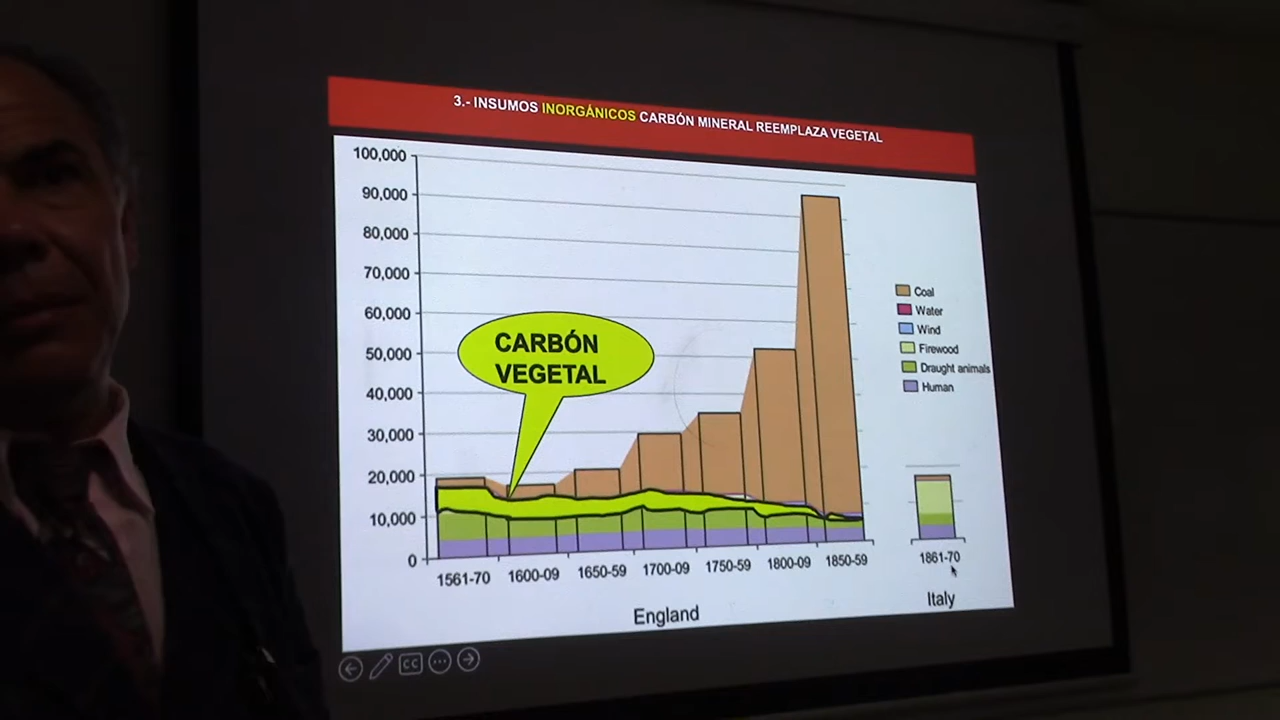 3.- INSUMOS INORGÁNICOS CARBÓN MINERAL REEMPLAZA VEGETAL
100,000
90,000
80,000
70,000
60,000
50,000
40,000
30,000
20,000
10,000
0
CARBÓN
VEGETAL
1561-70 1600-09 1650-59 1700-09 1750-59 1800-09 1850-59
England
Coal
Water
Wind
Firewood
Draught animals
Human
1861-70
Italy
CC